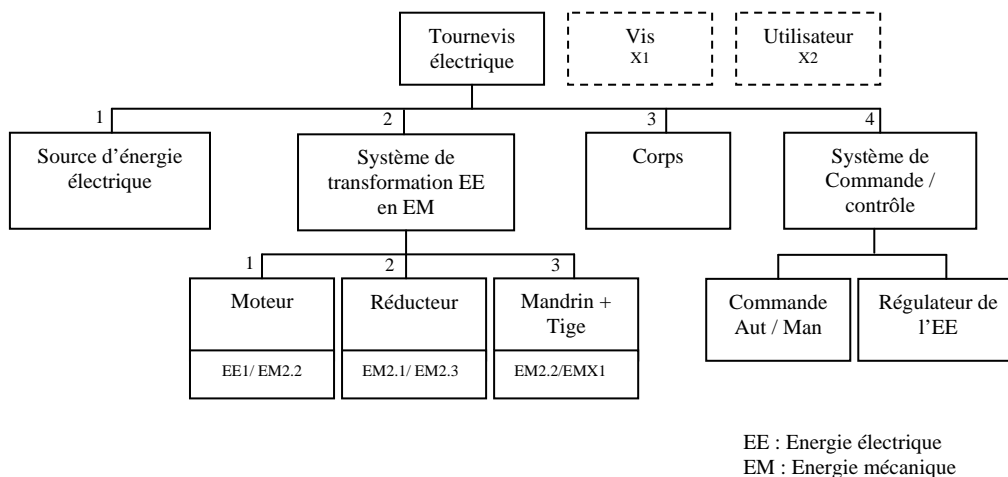 Tournevis
électrique
Vis
X1
Utilisateur
X2
1
2
3
4
Source d’énergie
électrique
Système de
transformation EE
en EM
Corps
Système de
Commande /
contrôle
1
2
3
Moteur
EE1/ EM2.2
Réducteur
EM2.1/ EM2.3
Mandrin +
Tige
EM2.2/EMX1
Commande
Aut / Man
Régulateur de
l’EE
EE : Energie électrique
EM : Energie mécanique